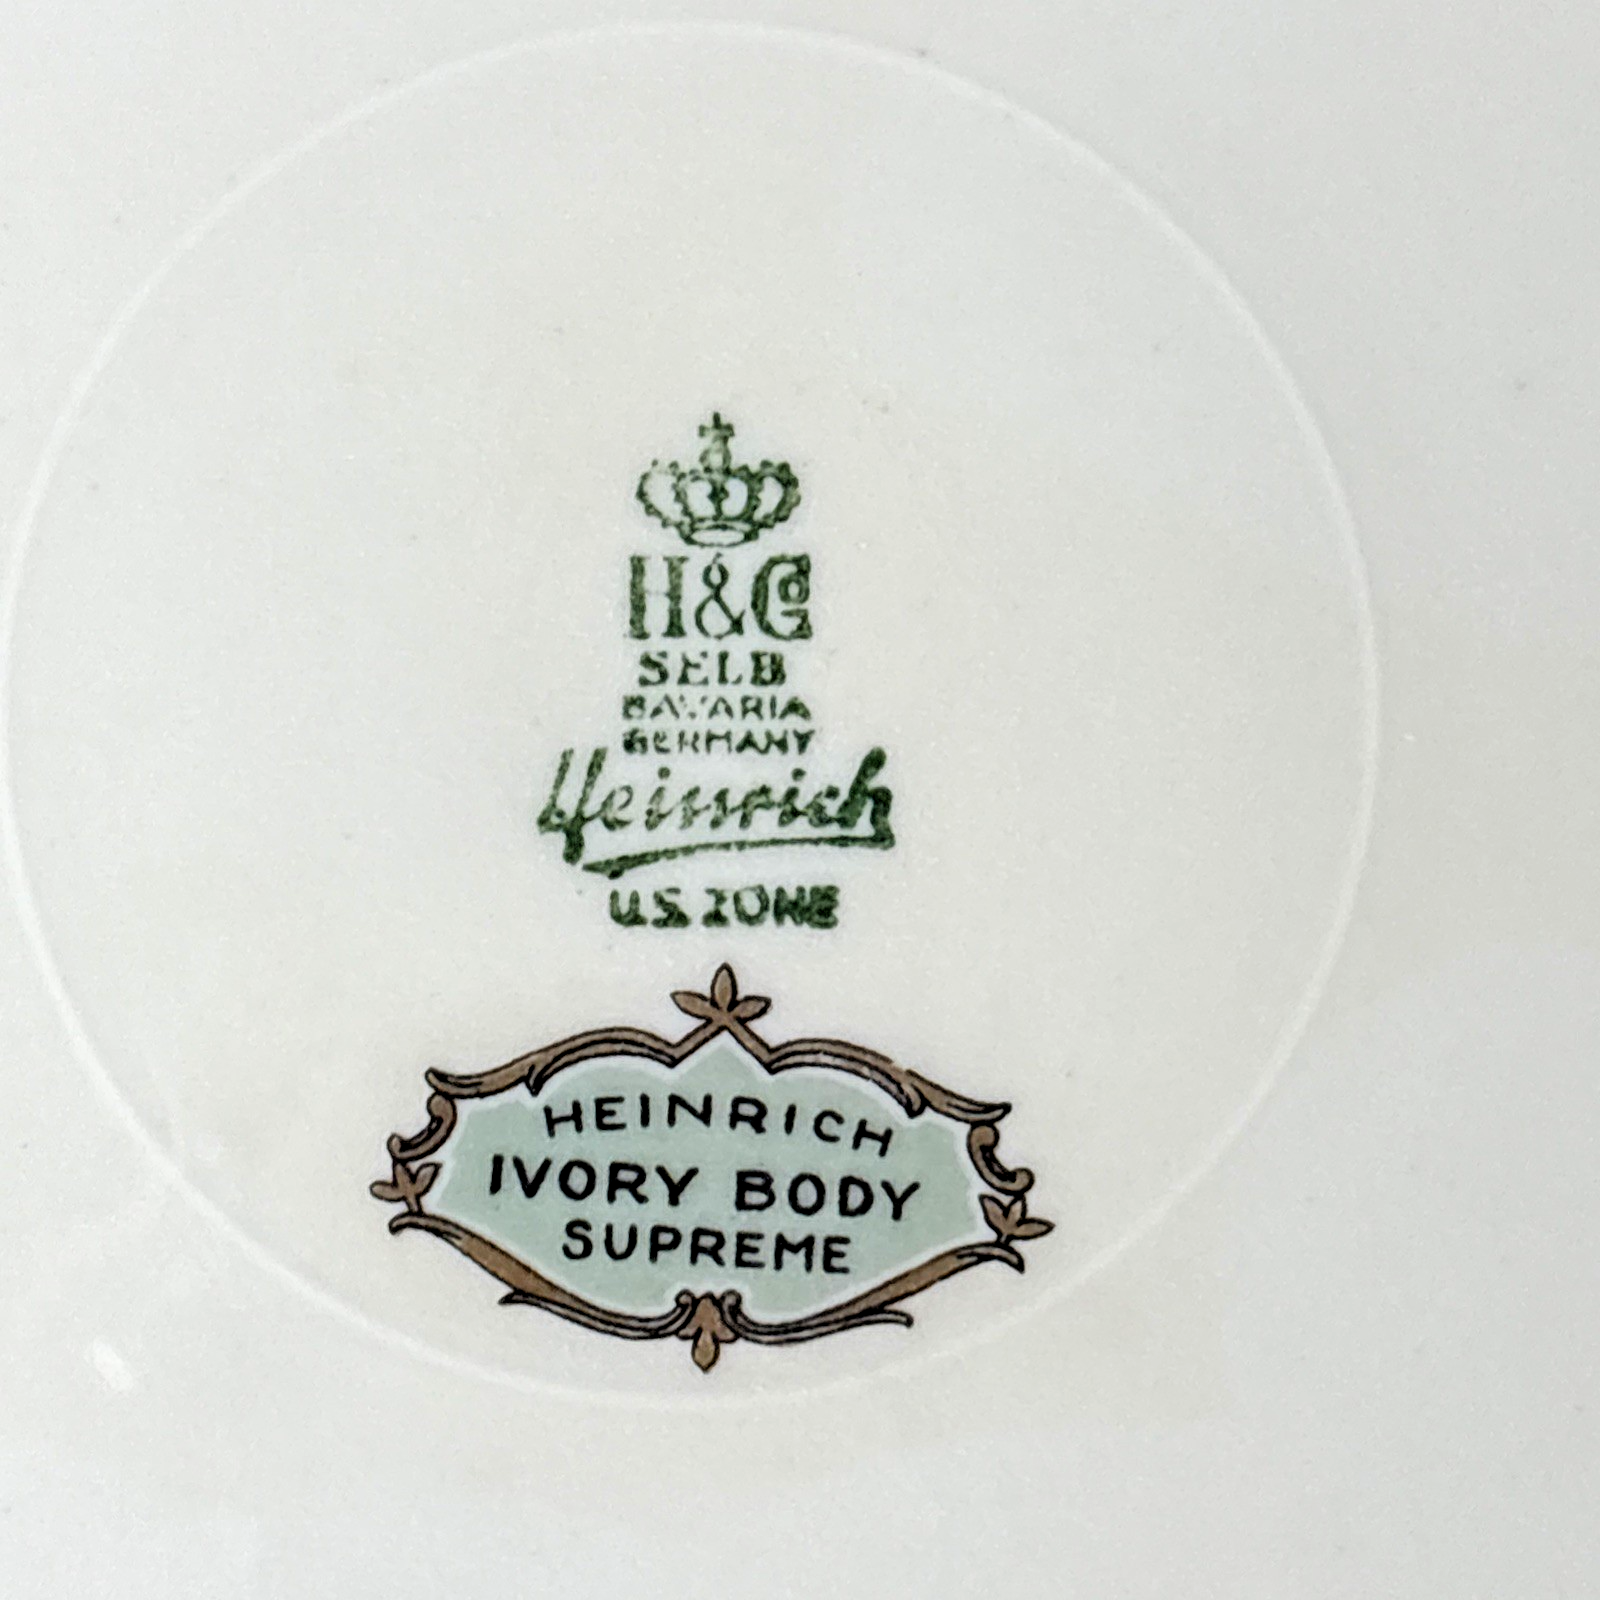 H&Co
SELB
BAVARIA
GERMANY
Heinrich
U.S. ZONE
HEINRICH
IVORY BODY
SUPREME